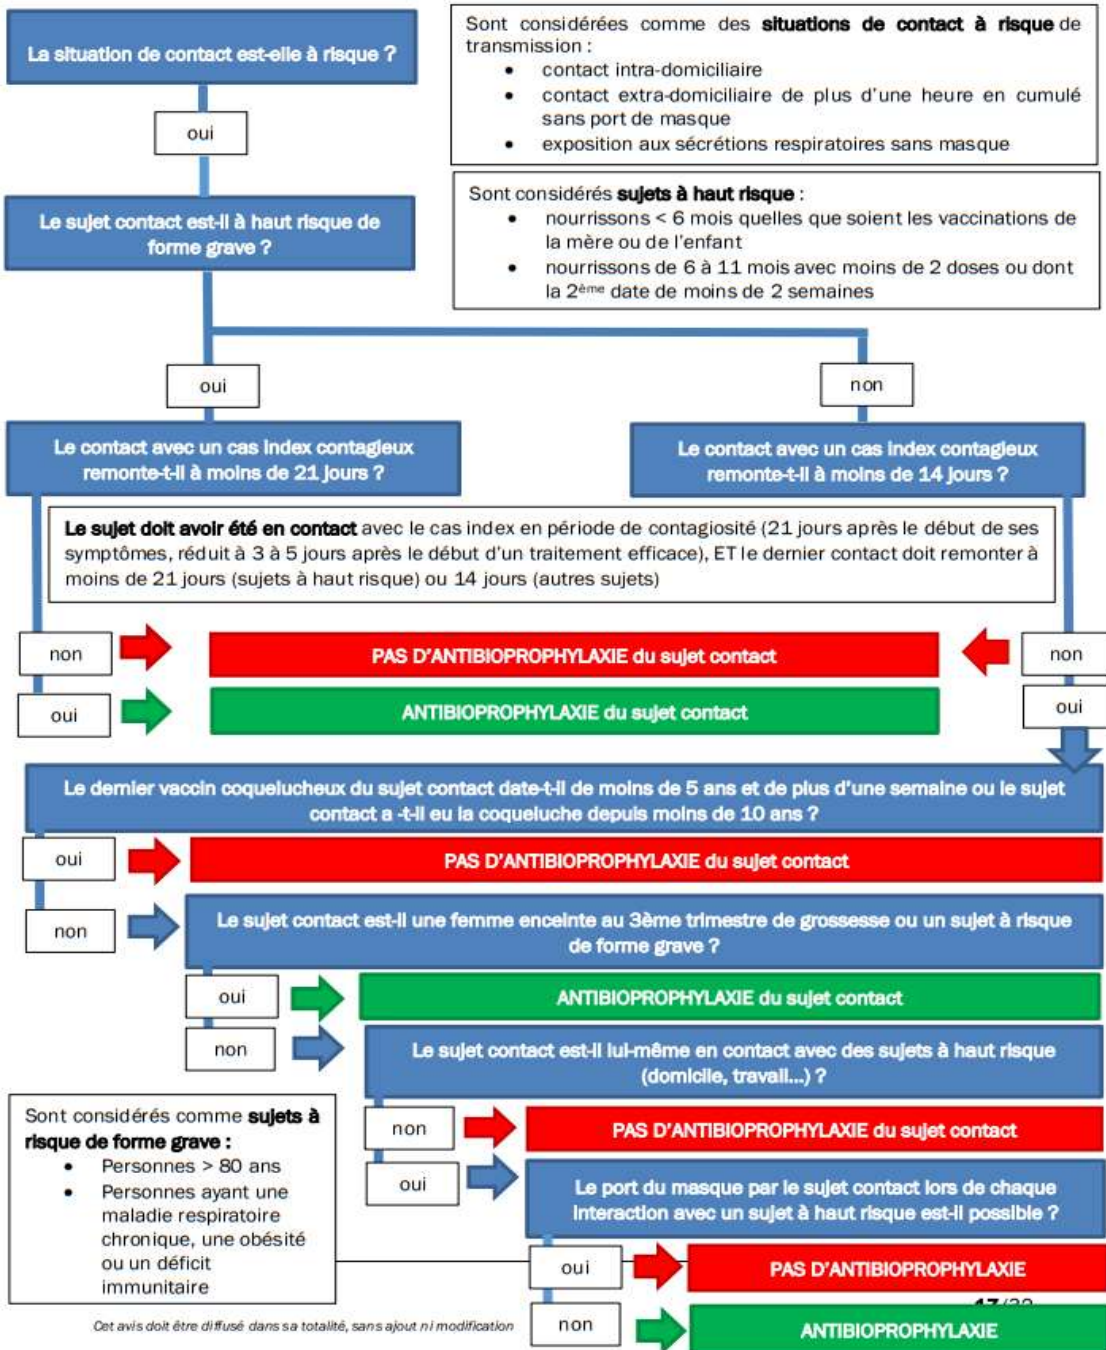 La situation de contact est-elle à risque ?
Sont considérées comme des situations de contact à risque de
transmission :
• contact intra-domiciliaire
• contact extra-domiciliaire de plus d'une heure en cumulé
sans port de masque
• exposition aux sécrétions respiratoires sans masque
oui
Sont considérés sujets à haut risque :
• nourrissons < 6 mois quelles que soient les vaccinations de
la mère ou de l'enfant
• nourrissons de 6 à 11 mois avec moins de 2 doses ou dont
la 2ème date de moins de 2 semaines
Le sujet contact est-il à haut risque de
forme grave ?
oui
non
Le contact avec un cas index contagieux
remonte-t-il à moins de 21 jours ?
Le contact avec un cas index contagieux
remonte-t-il à moins de 14 jours ?
Le sujet doit avoir été en contact avec le cas index en période de contagiosité (21 jours après le début de ses
symptômes, réduit à 3 à 5 jours après le début d'un traitement efficace), ET le dernier contact doit remonter à
moins de 21 jours (sujets à haut risque) ou 14 jours (autres sujets)
non
PAS D'ANTIBIOPROPHYLAXIE du sujet contact
non
oui
ANTIBIOPROPHYLAXIE du sujet contact
oui
Le dernier vaccin coquelucheux du sujet contact date-t-il de moins de 5 ans et de plus d'une semaine ou le sujet
contact a -t-il eu la coqueluche depuis moins de 10 ans ?
oui
PAS D'ANTIBIOPROPHYLAXIE du sujet contact
non
Le sujet contact est-il une femme enceinte au 3ème trimestre de grossesse ou un sujet à risque
de forme grave ?
oui
ANTIBIOPROPHYLAXIE du sujet contact
non
Le sujet contact est-il lui-même en contact avec des sujets à haut risque
(domicile, travail...) ?
non
PAS D'ANTIBIOPROPHYLAXIE du sujet contact
oui
Le port du masque par le sujet contact lors de chaque
interaction avec un sujet à haut risque est-il possible ?
Sont considérés comme sujets à
risque de forme grave :
• Personnes > 80 ans
• Personnes ayant une
maladie respiratoire
chronique, une obésité
ou un déficit
immunitaire
oui
PAS D'ANTIBIOPROPHYLAXIE
non
ANTIBIOPROPHYLAXIE
Cet avis doit être diffusé dans sa totalité, sans ajout ni modification